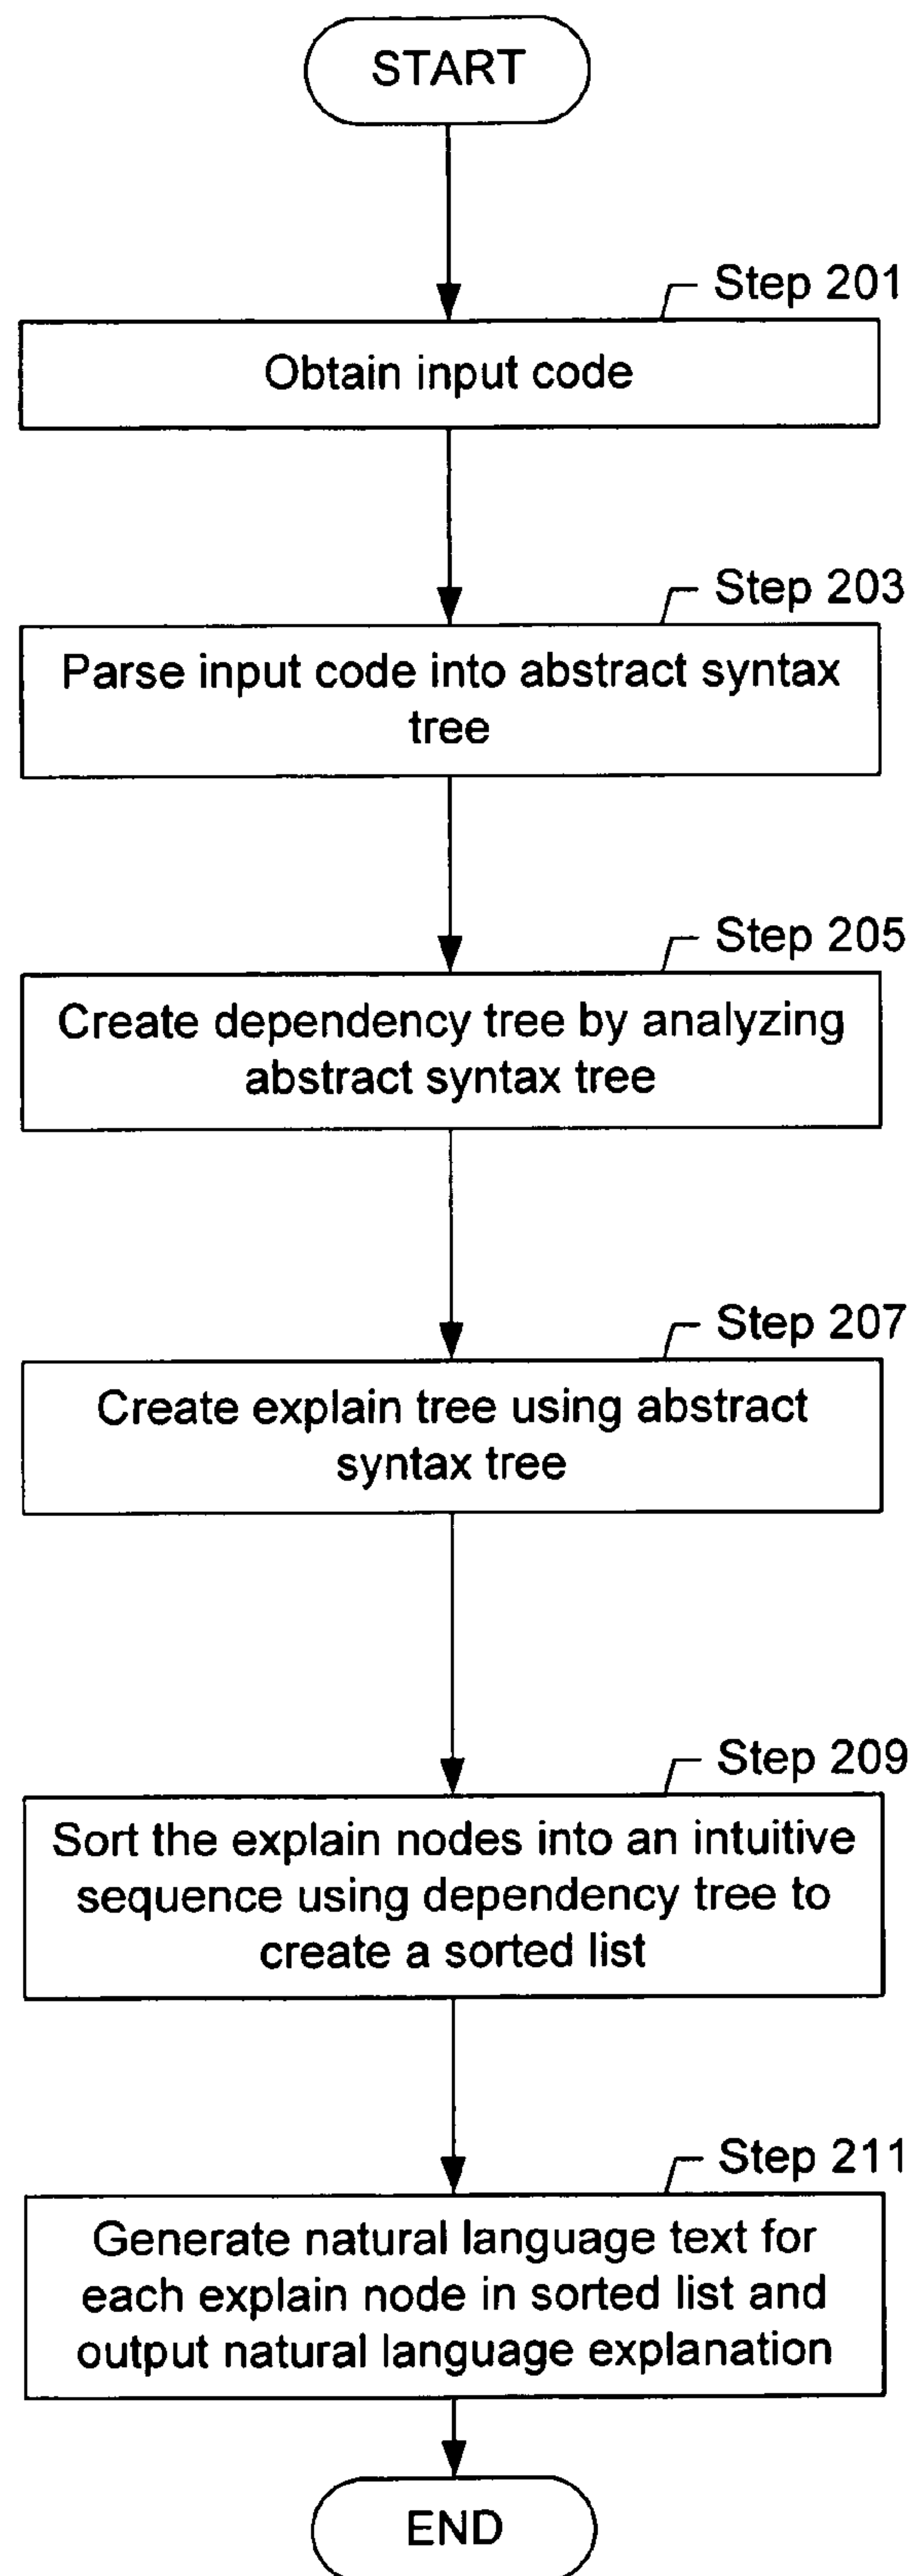 START
Step 201
Obtain input code
Step 203
Parse input code into abstract syntax
tree
Step 205
Create dependency tree by analyzing
abstract syntax tree
Step 207
Create explain tree using abstract
syntax tree
Step 209
Sort the explain nodes into an intuitive
sequence using dependency tree to
create a sorted list
Step 211
Generate natural language text for
each explain node in sorted list and
output natural language explanation
END